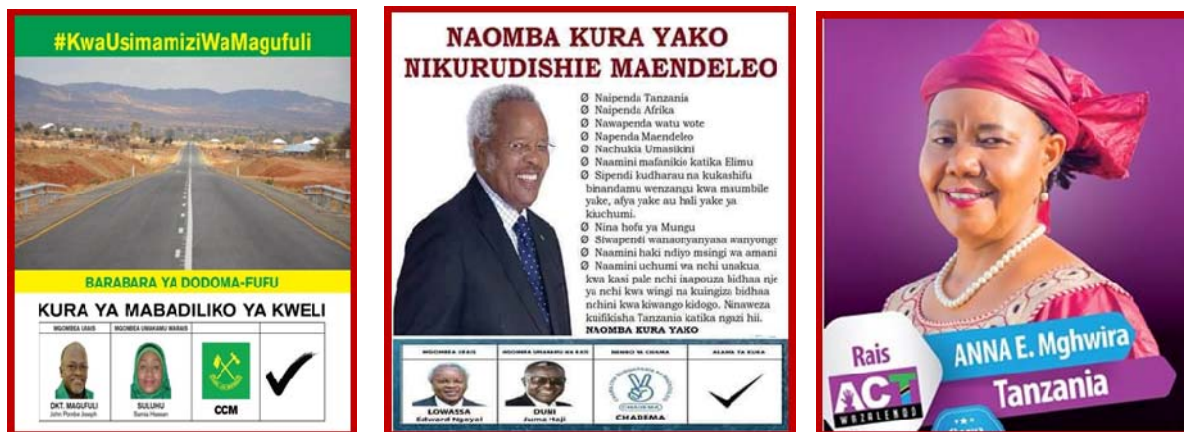 #KwaUsimamiziWaMagufuli
BARABARA YA DODOMA-FUFU
KURA YA MABADILIKO YA KWELI
MGOMBEA URAIS
MGOMBEA UMAKAMU WARAIS
DKT. MAGUFULI
John Pombe Joseph
SULUHU
Samia Hassan
CCM
NAOMBA KURA YAKO
NIKURUDISHIE MAENDELEO
Ø Naipenda Tanzania
Ø Naipenda Afrika
Ø Nawapenda watu wote
Ø Napenda Maendeleo
Ø Nachukia Umasikini
Ø Naamini mafanikio katika Elimu
Ø Sipendi kudharau na kukashifu
binandamu wenzangu kwa maumbile
yake, afya yake au hali yake ya
kiuchumi.
Ø Nina hofu ya Mungu
Ø Siwapendi wanaonyanyasa wanyonge
Ø Naamini haki ndiyo msingi wa amani
Ø Naamini uchumi wa nchi unakua
kwa kasi pale nchi inapouza bidhaa nje
ya nchi kwa wingi na kuingiza bidhaa
nchini kwa kiwango kidogo. Ninaweza
kuifikisha Tanzania katika ngazi hii.
NAOMBA KURA YAKO
MGOMBEA URAIS
MGOMBEA UMAKAMU WA RAIS
NEMBO YA CHAMA
ALAMA YA KURA
LOWASSA
Edward Ngoyai
DUNI
Juma Haji
CHADEMA
CHADEMA
Rais
ACT
WAZALENDO
ANNA E. Mghwira
Tanzania